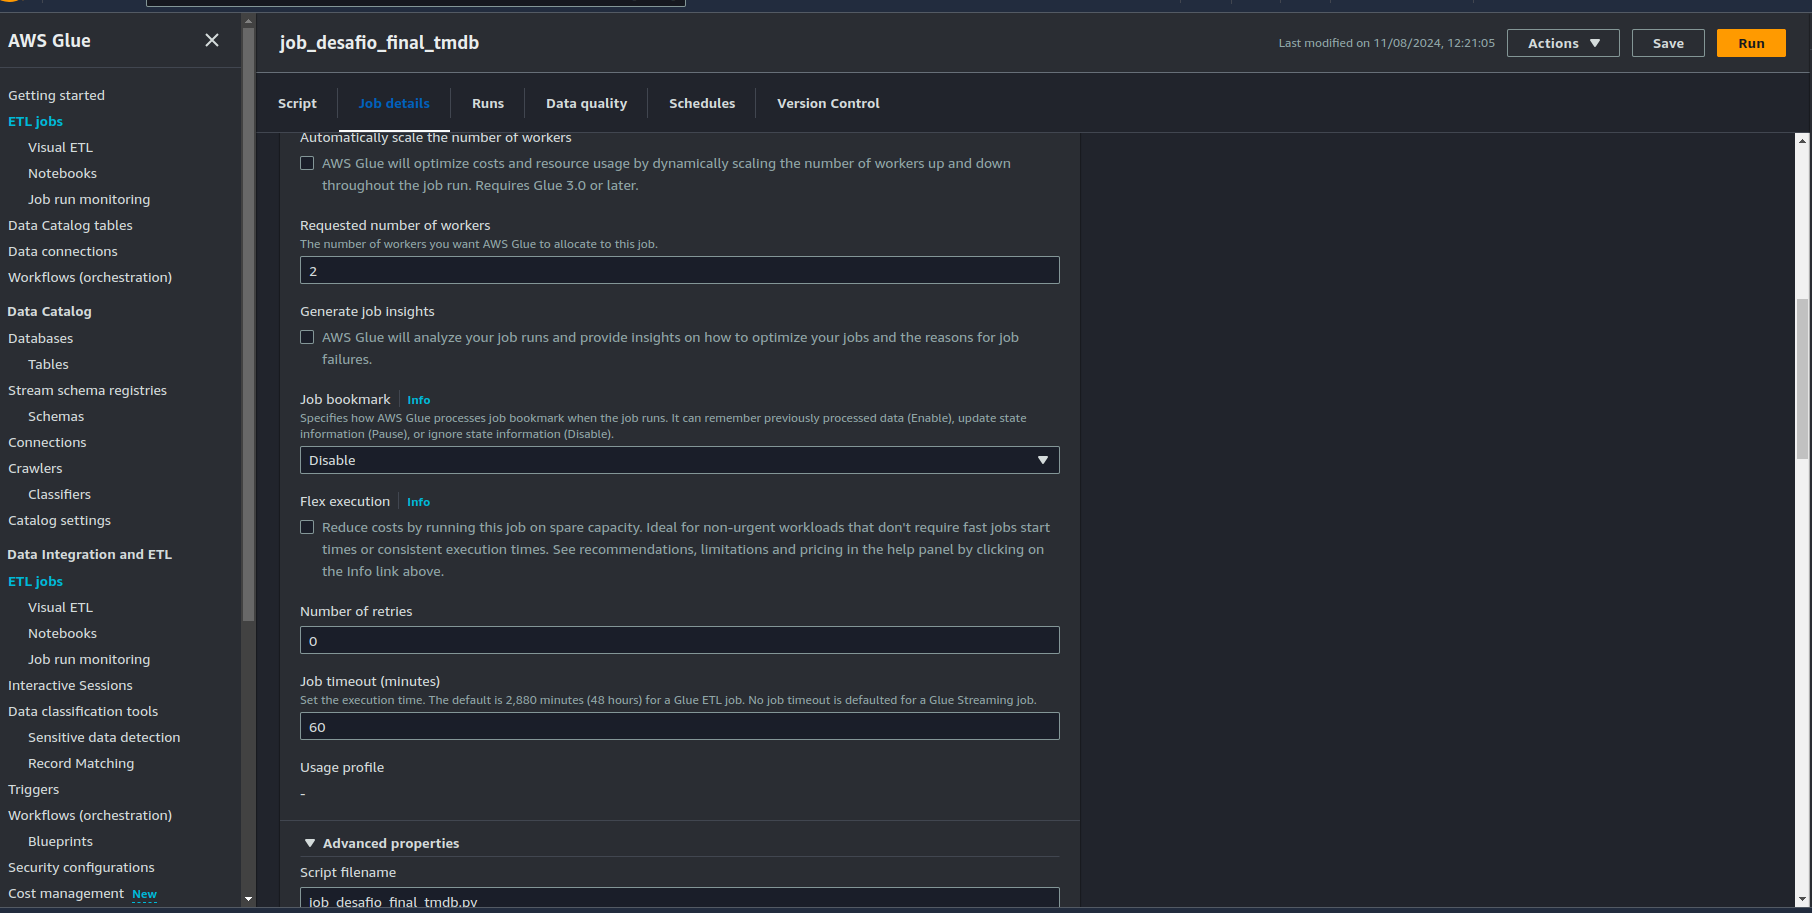 AWS Glue
Getting started
ETL jobs
Visual ETL
Notebooks
Job run monitoring
Data Catalog tables
Data connections
Workflows (orchestration)
Data Catalog
Databases
Tables
Stream schema registries
Schemas
Connections
Crawlers
Classifiers
Catalog settings
Data Integration and ETL
ETL jobs
Visual ETL
Notebooks
Job run monitoring
Interactive Sessions
Data classification tools
Sensitive data detection
Record Matching
Triggers
Workflows (orchestration)
Blueprints
Security configurations
Cost management New
job_desafio_final_tmdb
Last modified on 11/08/2024, 12:21:05
Actions
Save
Run
Script Job details Runs Data quality Schedules Version Control
Automatically scale the number of workers
AWS Glue will optimize costs and resource usage by dynamically scaling the number of workers up and down
throughout the job run. Requires Glue 3.0 or later.
Requested number of workers
The number of workers you want AWS Glue to allocate to this job.
2
Generate job insights
AWS Glue will analyze your job runs and provide insights on how to optimize your jobs and the reasons for job
failures.
Job bookmark Info
Specifies how AWS Glue processes job bookmark when the job runs. It can remember previously processed data (Enable), update state
information (Pause), or ignore state information (Disable).
Disable
Flex execution Info
Reduce costs by running this job on spare capacity. Ideal for non-urgent workloads that don't require fast jobs start
times or consistent execution times. See recommendations, limitations and pricing in the help panel by clicking on
the Info link above.
Number of retries
0
Job timeout (minutes)
Set the execution time. The default is 2,880 minutes (48 hours) for a Glue ETL job. No job timeout is defaulted for a Glue Streaming job.
60
Usage profile
-
Advanced properties
Script filename
job_desafio_final_tmdb.py